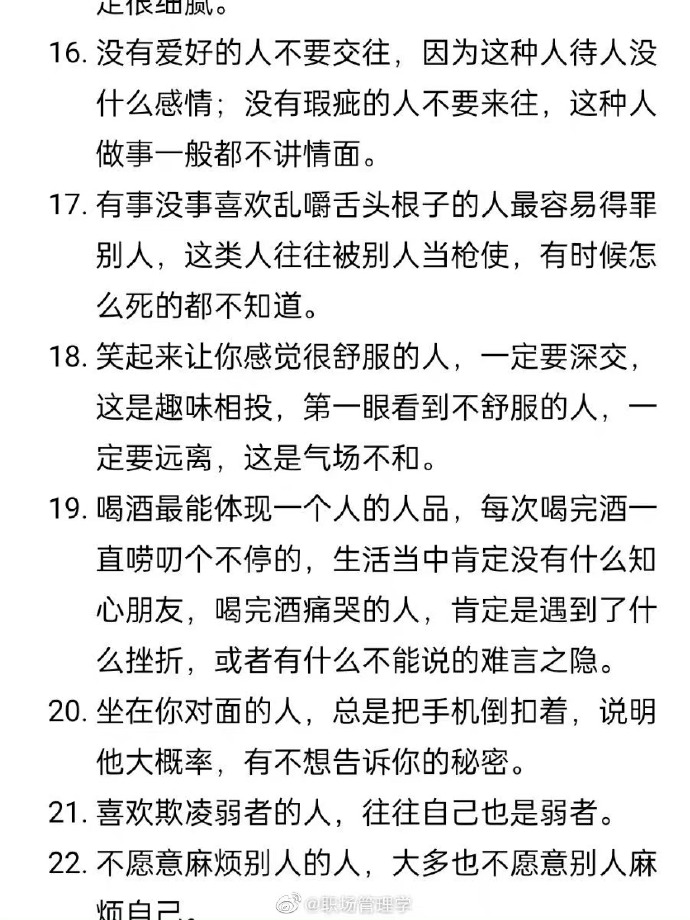 定很细腻。
16. 没有爱好的人不要交往，因为这种人待人没
什么感情；没有瑕疵的人不要来往，这种人
做事一般都不讲情面。
17. 有事没事喜欢乱嚼舌头根子的人最容易得罪
别人，这类人往往被别人当枪使，有时候怎
么死的都不知道。
18. 笑起来让你感觉很舒服的人，一定要深交，
这是趣味相投，第一眼看到不舒服的人，一
定要远离，这是气场不和。
19. 喝酒最能体现一个人的人品，每次喝完酒一
直唠叨个不停的，生活当中肯定没有什么知
心朋友，喝完酒痛哭的人，肯定是遇到了什
么挫折，或者有什么不能说的难言之隐。
20. 坐在你对面的人，总是把手机倒扣着，说明
他大概率，有不想告诉你的秘密。
21. 喜欢欺凌弱者的人，往往自己也是弱者。
22. 不愿意麻烦别人的人，大多也不愿意别人麻
烦自己。
@职场管理学